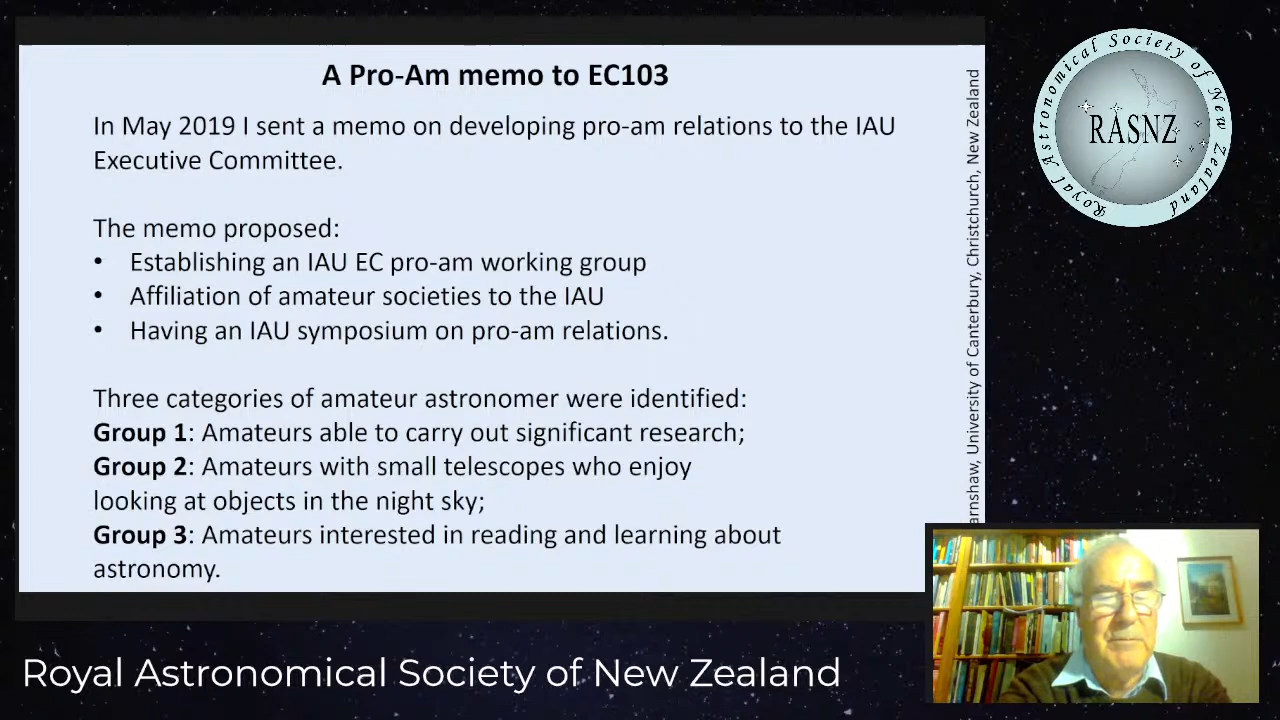 A Pro-Am memo to EC103
In May 2019 I sent a memo on developing pro-am relations to the IAU
Executive Committee.
The memo proposed:
• Establishing an IAU EC pro-am working group
• Affiliation of amateur societies to the IAU
• Having an IAU symposium on pro-am relations.
Three categories of amateur astronomer were identified:
Group 1: Amateurs able to carry out significant research;
Group 2: Amateurs with small telescopes who enjoy
looking at objects in the night sky;
Group 3: Amateurs interested in reading and learning about
astronomy.
arnshaw, University of Canterbury, Christchurch, New Zealand
Royal Astronomical Society of New Zealand
RASNZ
Royal Astronomical Society of New Zealand